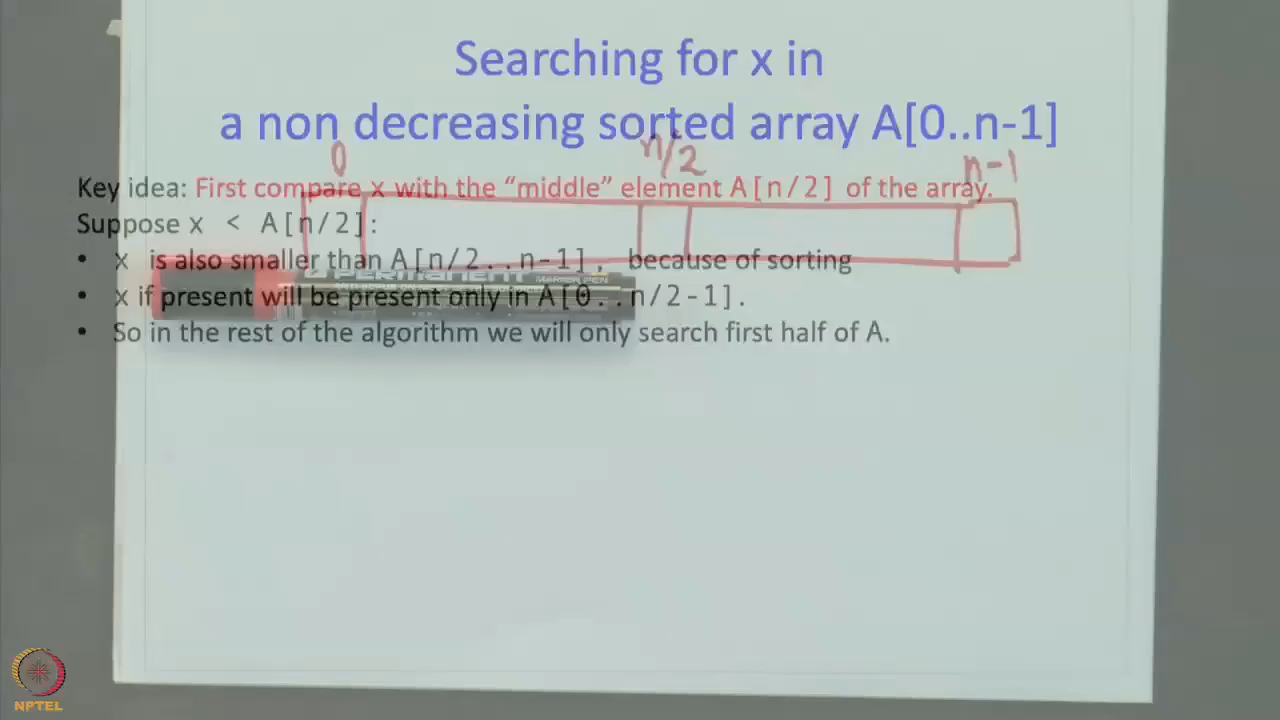 Searching for x in
a non decreasing sorted array A[0..n-1]
0 n/2 n-1
Key idea: First compare x with the “middle” element A[n/2] of the array.
Suppose x < A[n/2]:
• x is also smaller than A[n/2..n-1], because of sorting
PERMANENT MARKER PEN
• x if present will be present only in A[0..n/2-1].
• So in the rest of the algorithm we will only search first half of A.
NPTEL